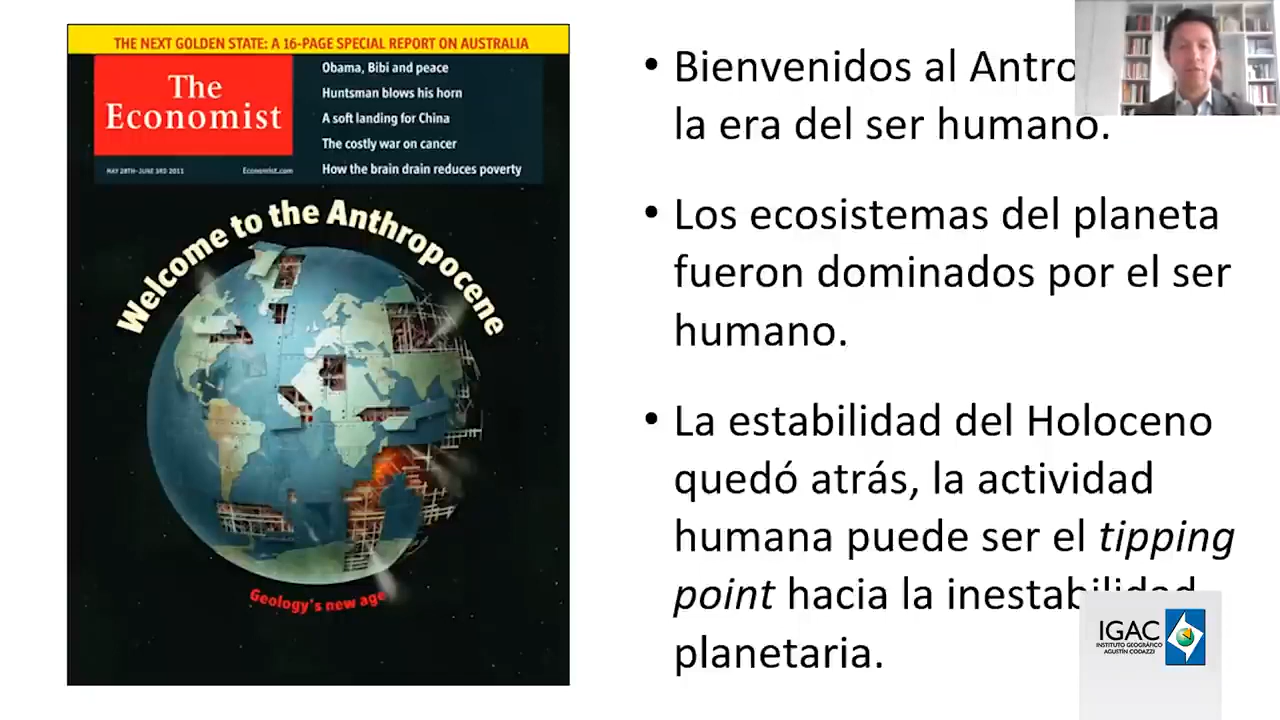 THE NEXT GOLDEN STATE: A 16-PAGE SPECIAL REPORT ON AUSTRALIA
The
Economist
MAY 28TH-JUNE 3RD 2011
Economist.com
Obama, Bibi and peace
Huntsman blows his horn
A soft landing for China
The costly war on cancer
How the brain drain reduces poverty
Welcome to the Anthropocene
Geology's new age
• Bienvenidos al Antro
la era del ser humano.
• Los ecosistemas del planeta
fueron dominados por el ser
humano.
• La estabilidad del Holoceno
quedó atrás, la actividad
humana puede ser el tipping
point hacia la inestabilidad
planetaria.
IGAC
INSTITUTO GEOGRÁFICO
AGUSTÍN CODAZZI